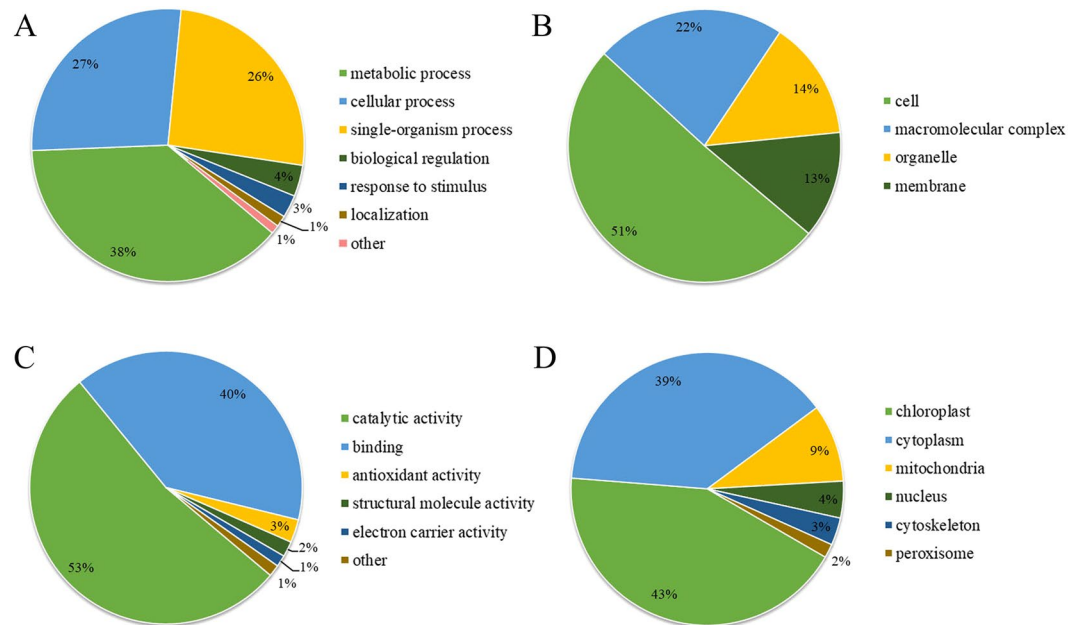 A
27%
26%
4%
3%
1%
1%
38%
metabolic process
cellular process
single-organism process
biological regulation
response to stimulus
localization
other
B
22%
14%
13%
51%
cell
macromolecular complex
organelle
membrane
C
40%
3%
2%
1%
1%
53%
catalytic activity
binding
antioxidant activity
structural molecule activity
electron carrier activity
other
D
39%
9%
4%
3%
2%
43%
chloroplast
cytoplasm
mitochondria
nucleus
cytoskeleton
peroxisome